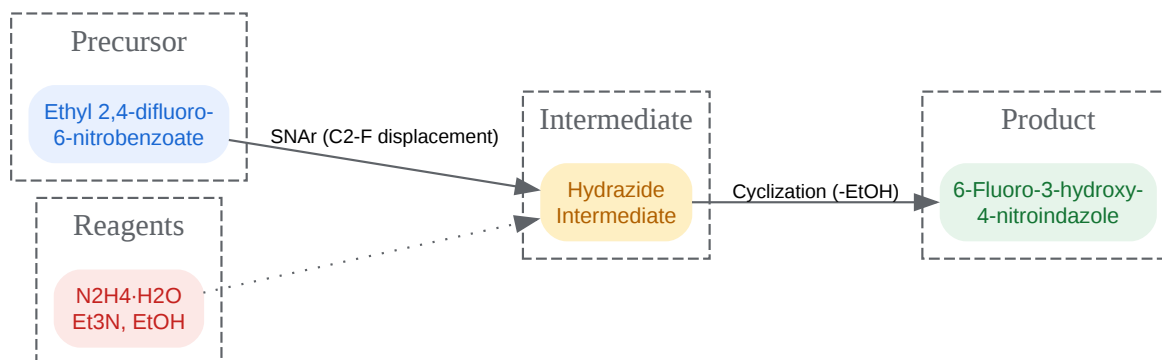 Precursor
Ethyl 2,4-difluoro-
6-nitrobenzoate
SNAr (C2-F displacement)
Reagents
N2H4·H2O
Et3N, EtOH
Intermediate
Hydrazide
Intermediate
Cyclization (-EtOH)
Product
6-Fluoro-3-hydroxy-
4-nitroindazole